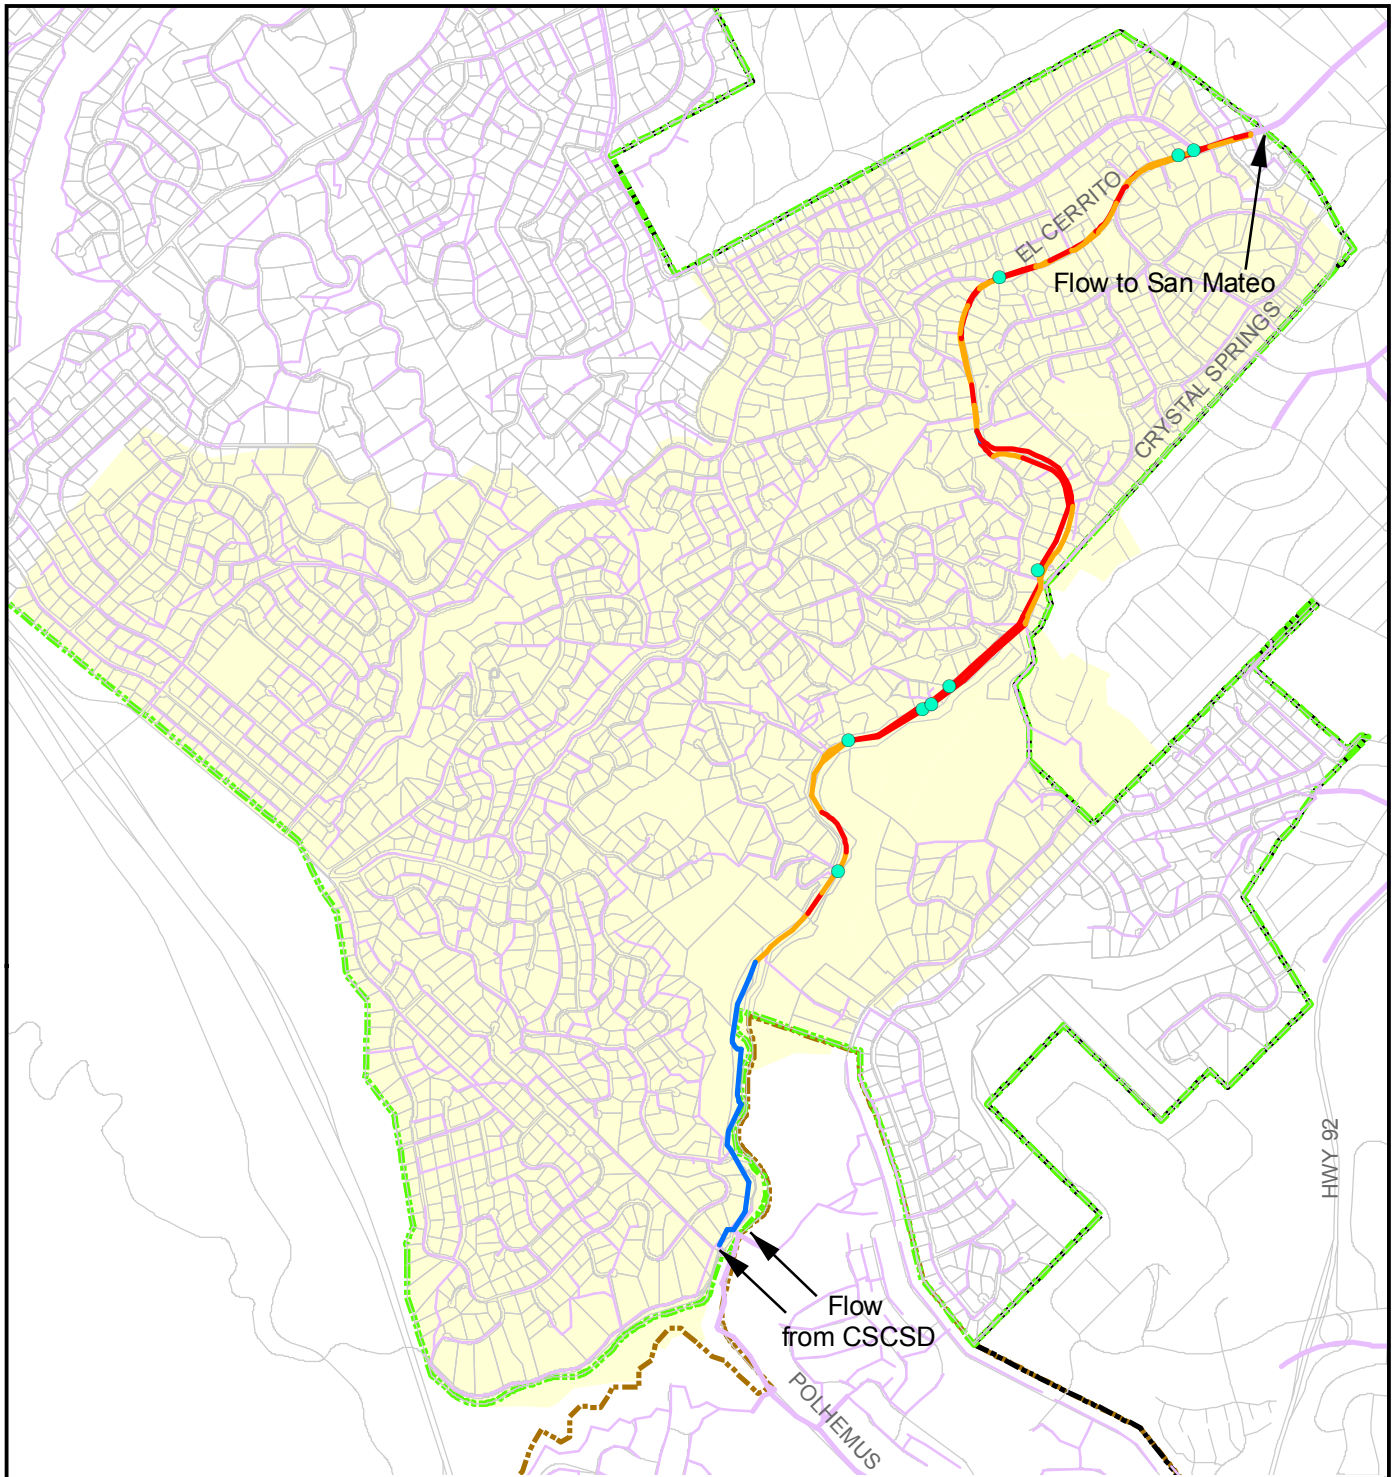 EL CERRITO
Flow to San Mateo
CRYSTAL SPRINGS
HWY 92
Flow
from CSCSD
POLHEMUS